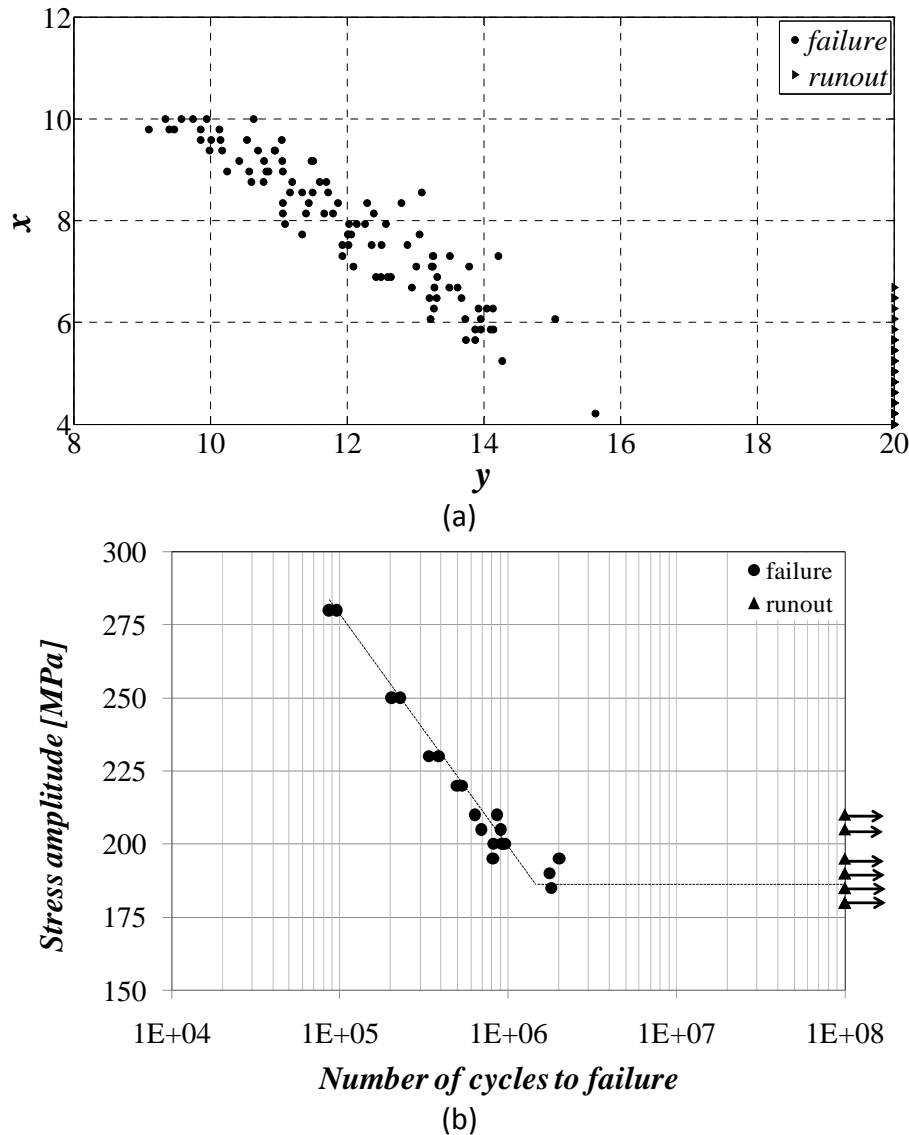 12
failure
runout
10
x
8
6
4
8 10 12 14 16 18 20
y
(a)
300
failure
runout
275
250
Stress amplitude [MPa]
225
200
175
150
1E+04 1E+05 1E+06 1E+07 1E+08
Number of cycles to failure
(b)